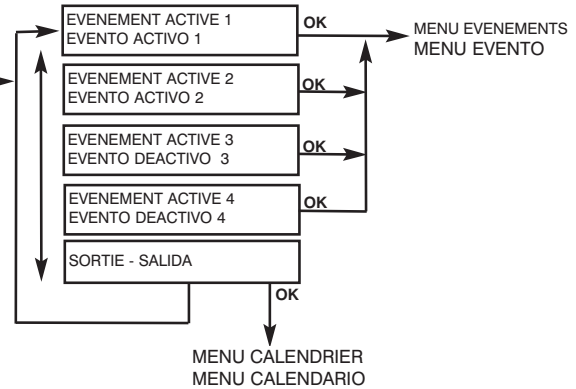 EVENEMENT ACTIVE 1
EVENTO ACTIVO 1
OK
MENU EVENEMENTS
MENU EVENTO
EVENEMENT ACTIVE 2
EVENTO ACTIVO 2
OK
EVENEMENT ACTIVE 3
EVENTO DEACTIVO 3
OK
EVENEMENT ACTIVE 4
EVENTO DEACTIVO 4
OK
SORTIE - SALIDA
OK
MENU CALENDRIER
MENU CALENDARIO